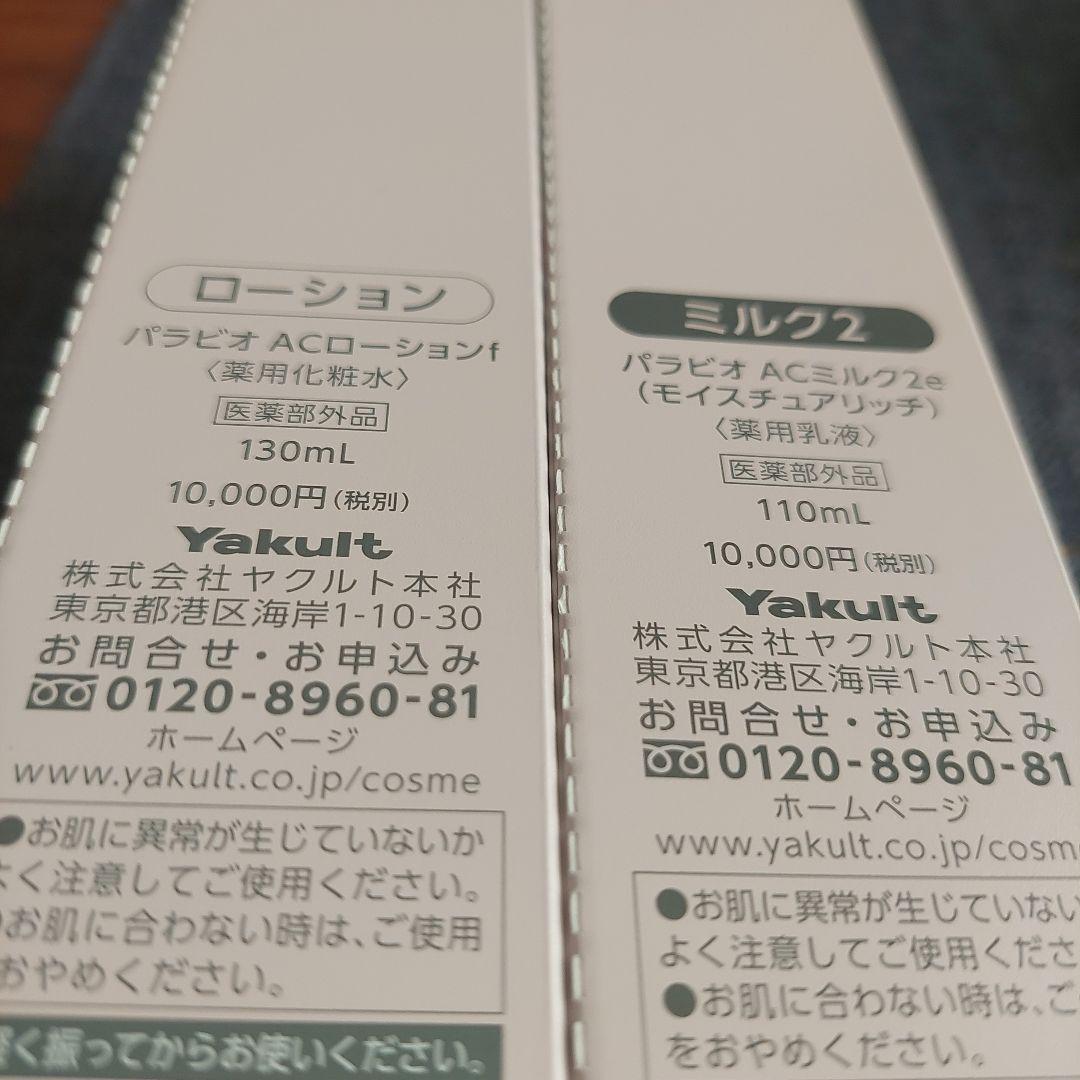 ローション
パラビオ ACローションf
〈薬用化粧水〉
医薬部外品
130mL
10,000円(税別)
Yakult
株式会社ヤクルト本社
東京都港区海岸1-10-30
お問合せ・お申込み
0120-8960-81
ホームページ
www.yakult.co.jp/cosme
●お肌に異常が生じていないか
よく注意してご使用ください。
●お肌に合わない時は、ご使用
おやめください。
軽く振ってからお使いください。
ミルク2
パラビオ ACミルク2e
(モイスチュアリッチ)
〈薬用乳液〉
医薬部外品
110mL
10,000円(税別)
Yakult
株式会社ヤクルト本社
東京都港区海岸1-10-30
お問合せ・お申込み
0120-8960-81
ホームページ
www.yakult.co.jp/cosm
●お肌に異常が生じていない
よく注意してご使用くださ
●お肌に合わない時は、ご
をおやめください。